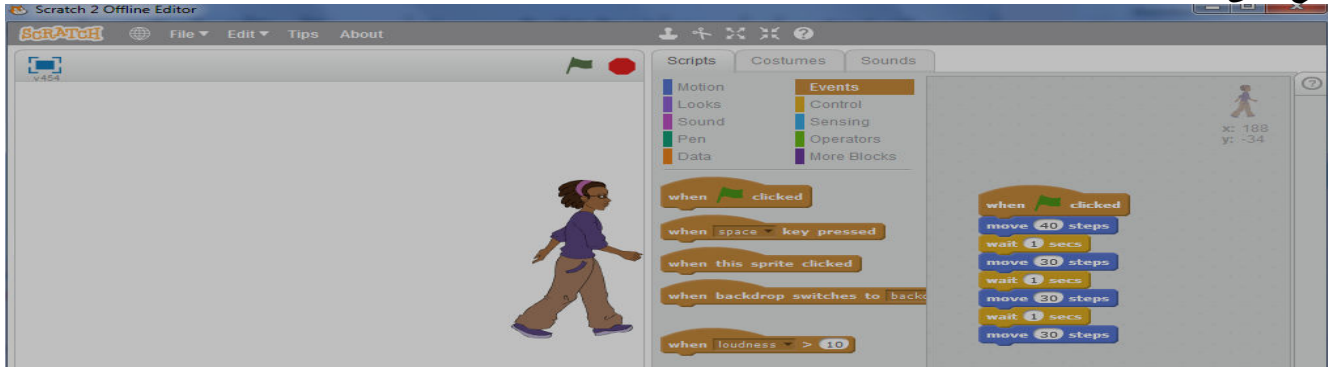 Scratch 2 Offline Editor
SCRATCH File Edit Tips About
v454
Scripts Costumes Sounds
Motion Events
Looks Control
Sound Sensing
Pen Operators
Data More Blocks
when clicked
when space key pressed
when this sprite clicked
when backdrop switches to
when loudness > 10
x: 188
y: -34
when clicked
move 40 steps
wait 1 secs
move 30 steps
wait 1 secs
move 30 steps
wait 1 secs
move 30 steps